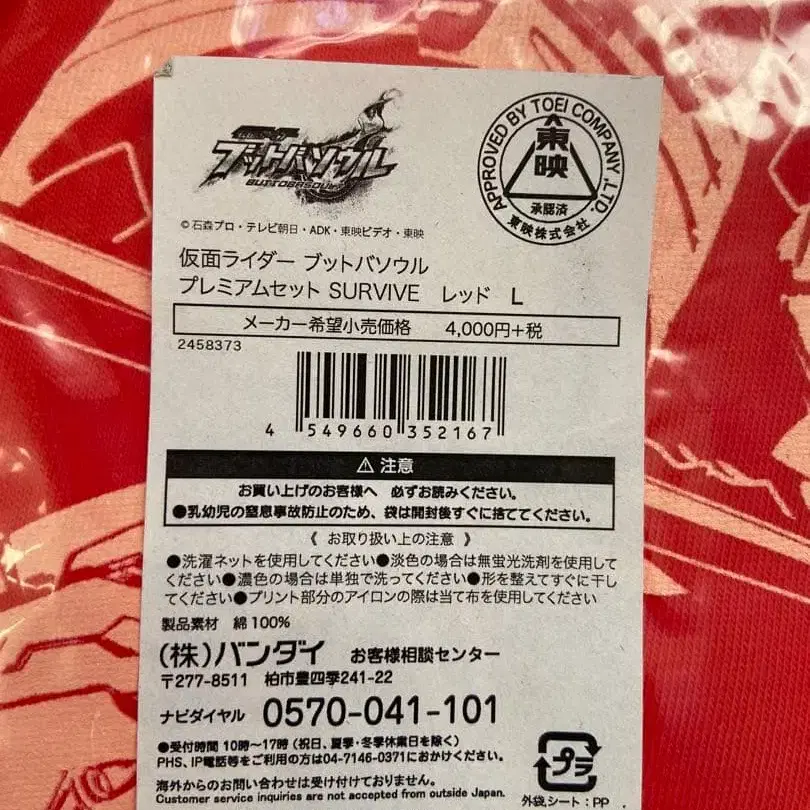 ブットバソウル
BUTTOBASOUL
APPROVED BY TOEI COMPANY, LTD.
東映
承認済
東映株式会社
©石森プロ・テレビ朝日・ADK・東映ビデオ・東映
仮面ライダー ブットバソウル
プレミアムセット SURVIVE レッド L
メーカー希望小売価格 4,000円+税
2458373
4 549660 352167
⚠注意
お買い上げのお客様へ 必ずお読みください。
●乳幼児の窒息事故防止のため、袋は開封後すぐに捨ててください。
《 お取り扱い上の注意 》
●洗濯ネットを使用してください●淡色の場合は無蛍光洗剤を使用して
ください●濃色の場合は単独で洗ってください●形を整えてすぐに干し
てください●プリント部分のアイロンの際は当て布を使用してください
製品素材 綿100%
(株)バンダイ お客様相談センター
〒277-8511 柏市豊四季241-22
ナビダイヤル 0570-041-101
●受付時間 10時〜17時 (祝日、夏季・冬季休業日を除く)
PHS、IP電話等をご利用の方は04-7146-0371におかけください。
海外からのお問い合わせは受け付けておりません。
Customer service inquiries are not accepted from outside Japan.
プラ
外袋,シート:PP